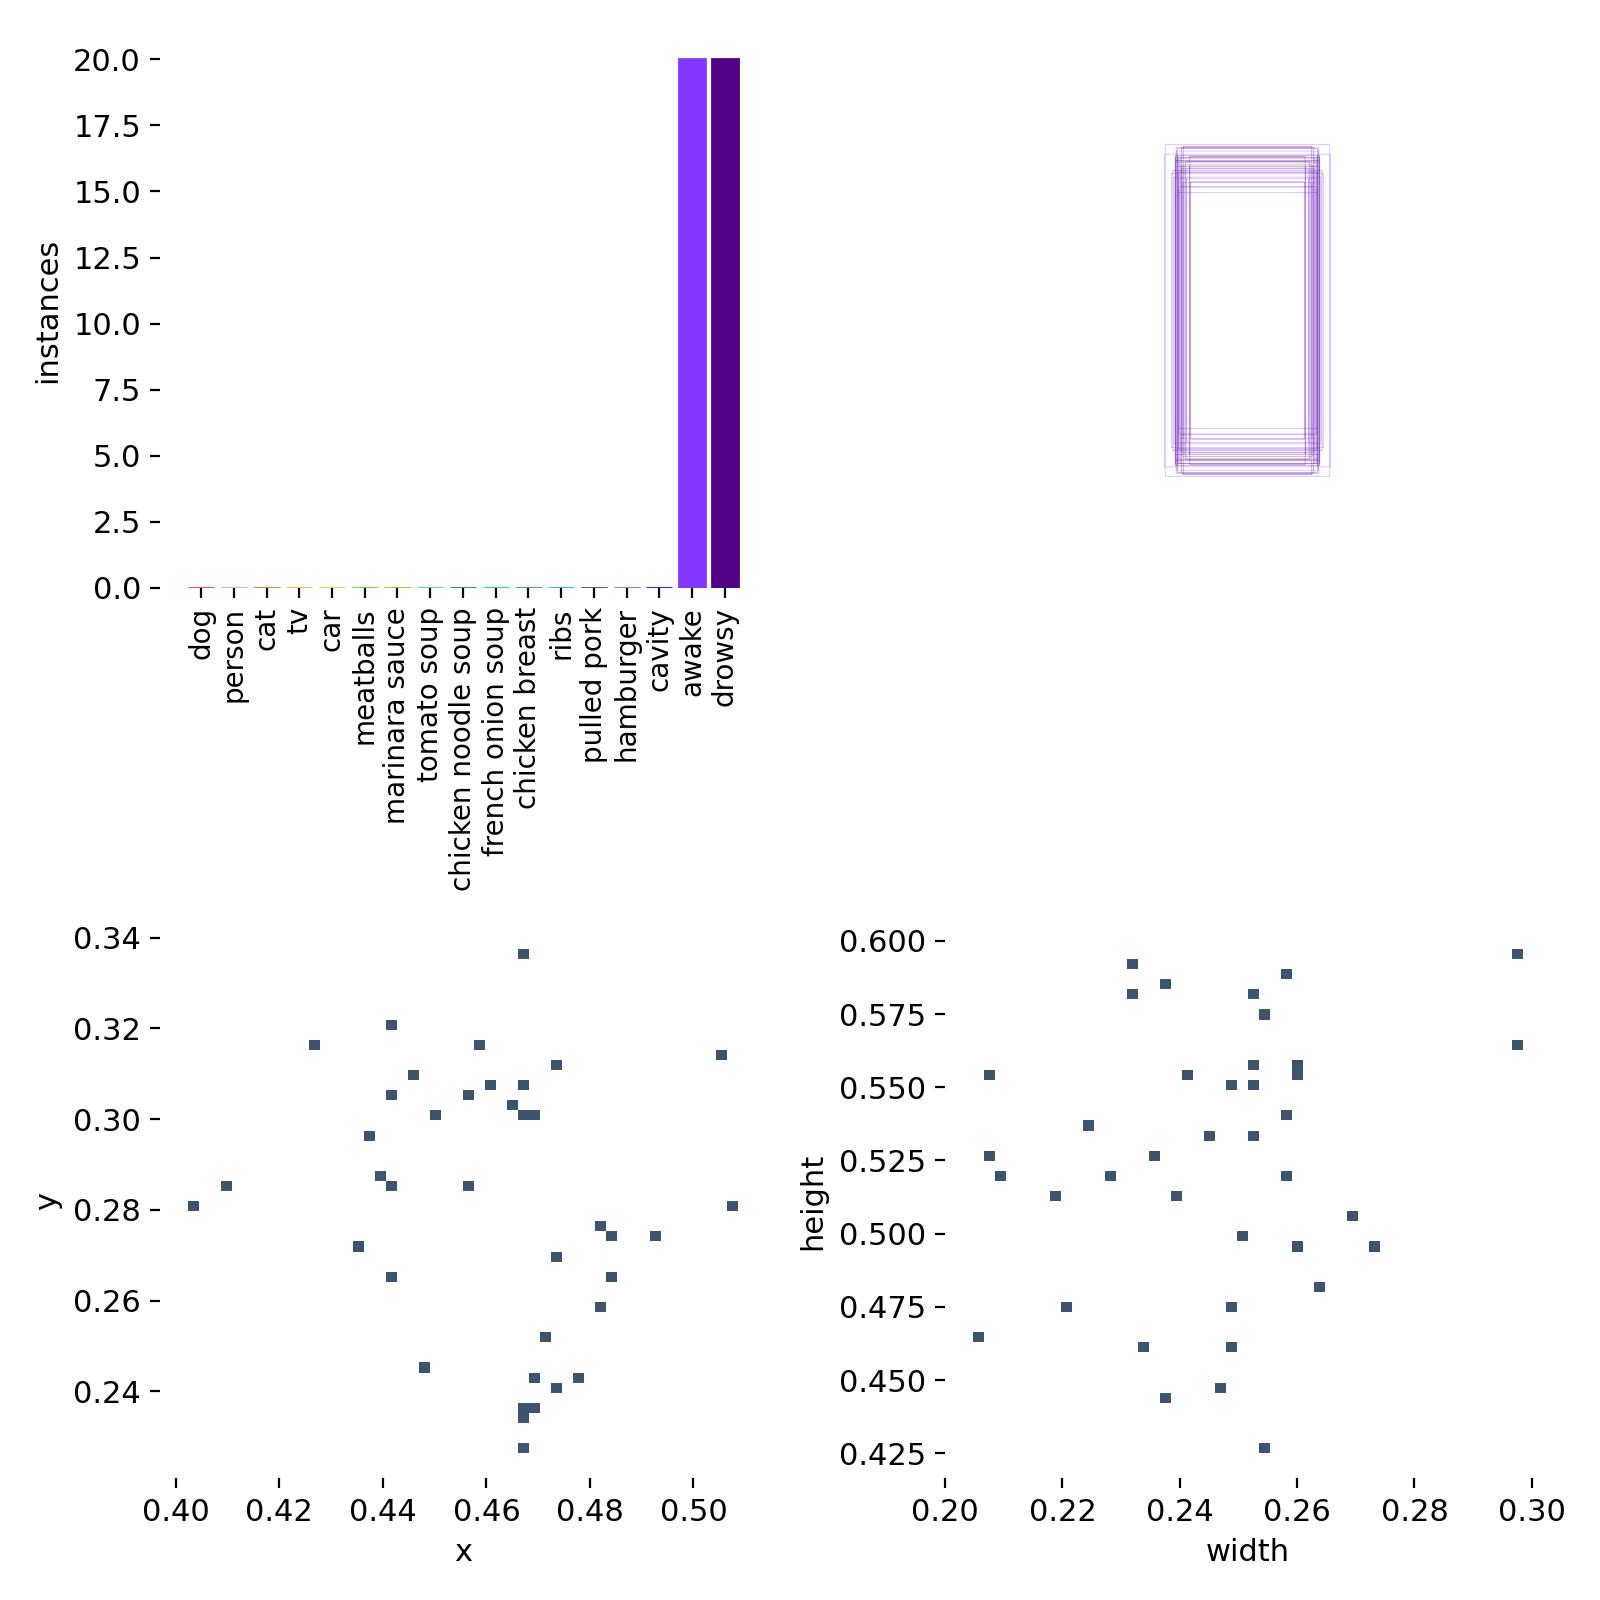 20.0
17.5
15.0
12.5
10.0
7.5
5.0
2.5
0.0
instances
dog
person
cat
tv
car
meatballs
marinara sauce
tomato soup
chicken noodle soup
french onion soup
chicken breast
ribs
pulled pork
hamburger
cavity
awake
drowsy
0.34
0.32
0.30
0.28
0.26
0.24
y
0.40 0.42 0.44 0.46 0.48 0.50
x
0.600
0.575
0.550
0.525
0.500
0.475
0.450
0.425
height
0.20 0.22 0.24 0.26 0.28 0.30
width